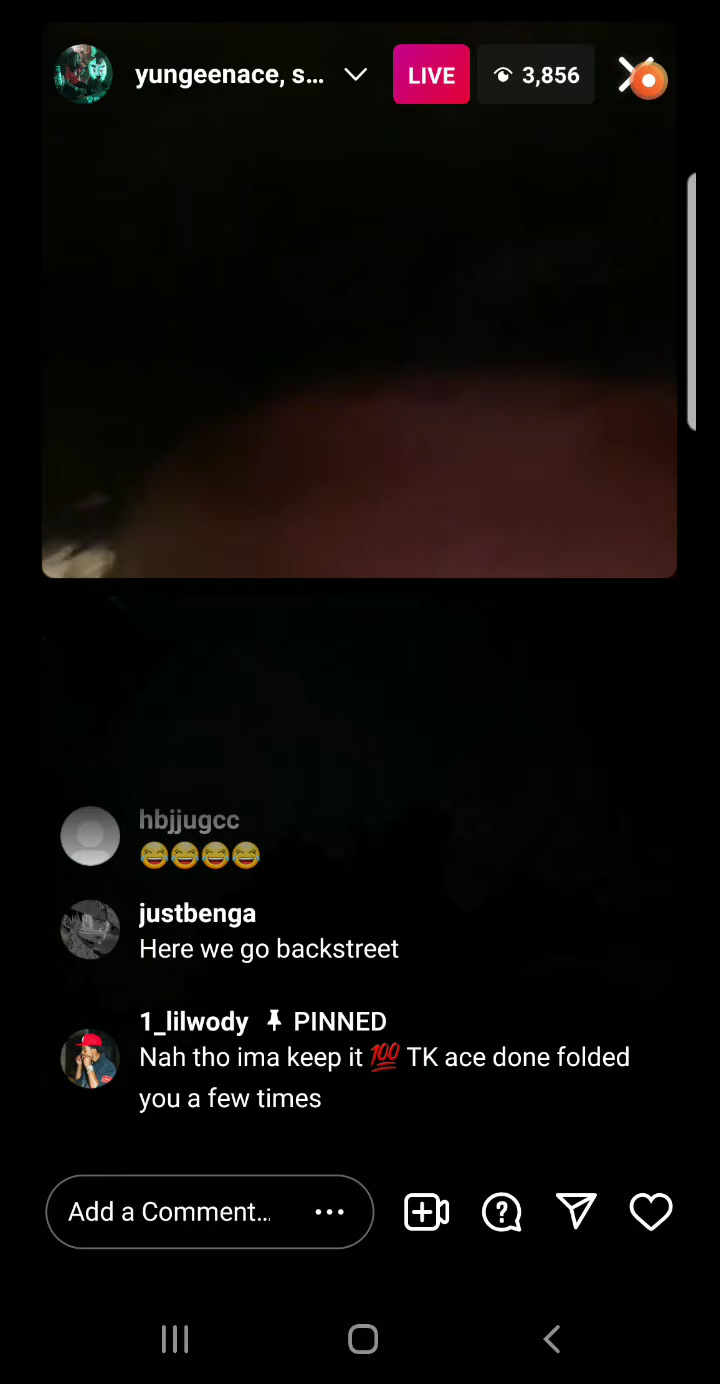 yungeenace, s...
LIVE
3,856
hbjjugcc
😂😂😂😂
justbenga
Here we go backstreet
1_lilwody PINNED
Nah tho ima keep it 💯 TK ace done folded
you a few times
Add a Comment...